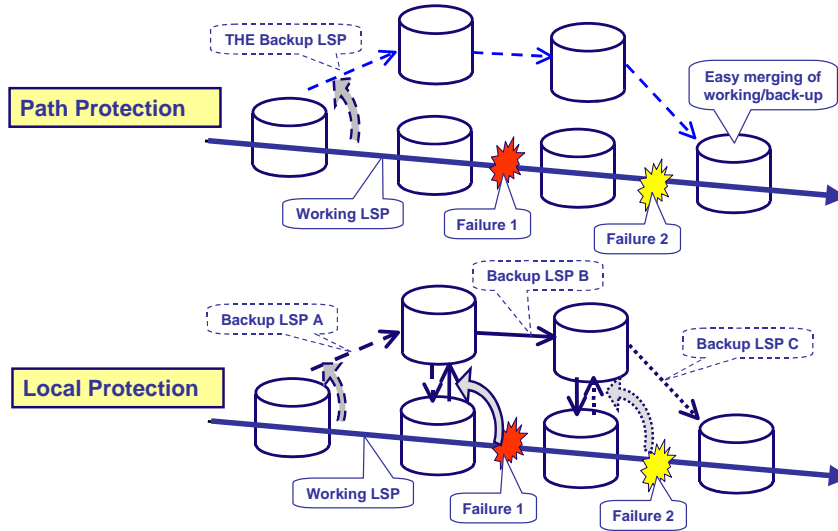 THE Backup LSP
Easy merging of
working/back-up
Path Protection
Working LSP
Failure 1
Failure 2
Backup LSP B
Backup LSP A
Backup LSP C
Local Protection
Working LSP
Failure 1
Failure 2